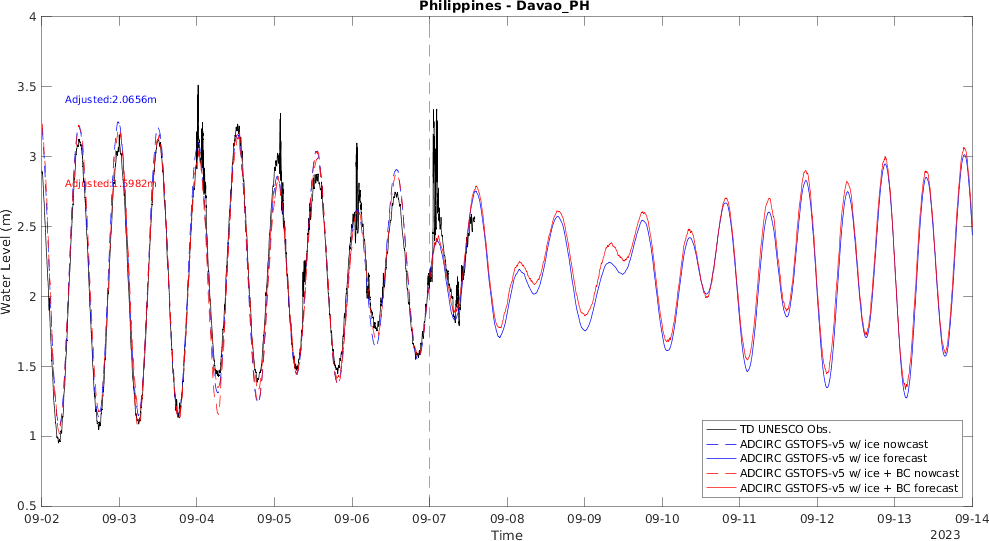 Philippines - Davao_PH
4
3.5
3
2.5
2
1.5
1
0.5
Water Level (m)
Adjusted:2.0656m
Adjusted:1.5982m
TD UNESCO Obs.
ADCIRC GSTOFS-v5 w/ ice nowcast
ADCIRC GSTOFS-v5 w/ ice forecast
ADCIRC GSTOFS-v5 w/ ice + BC nowcast
ADCIRC GSTOFS-v5 w/ ice + BC forecast
09-02 09-03 09-04 09-05 09-06 09-07 09-08 09-09 09-10 09-11 09-12 09-13 09-14
Time
2023